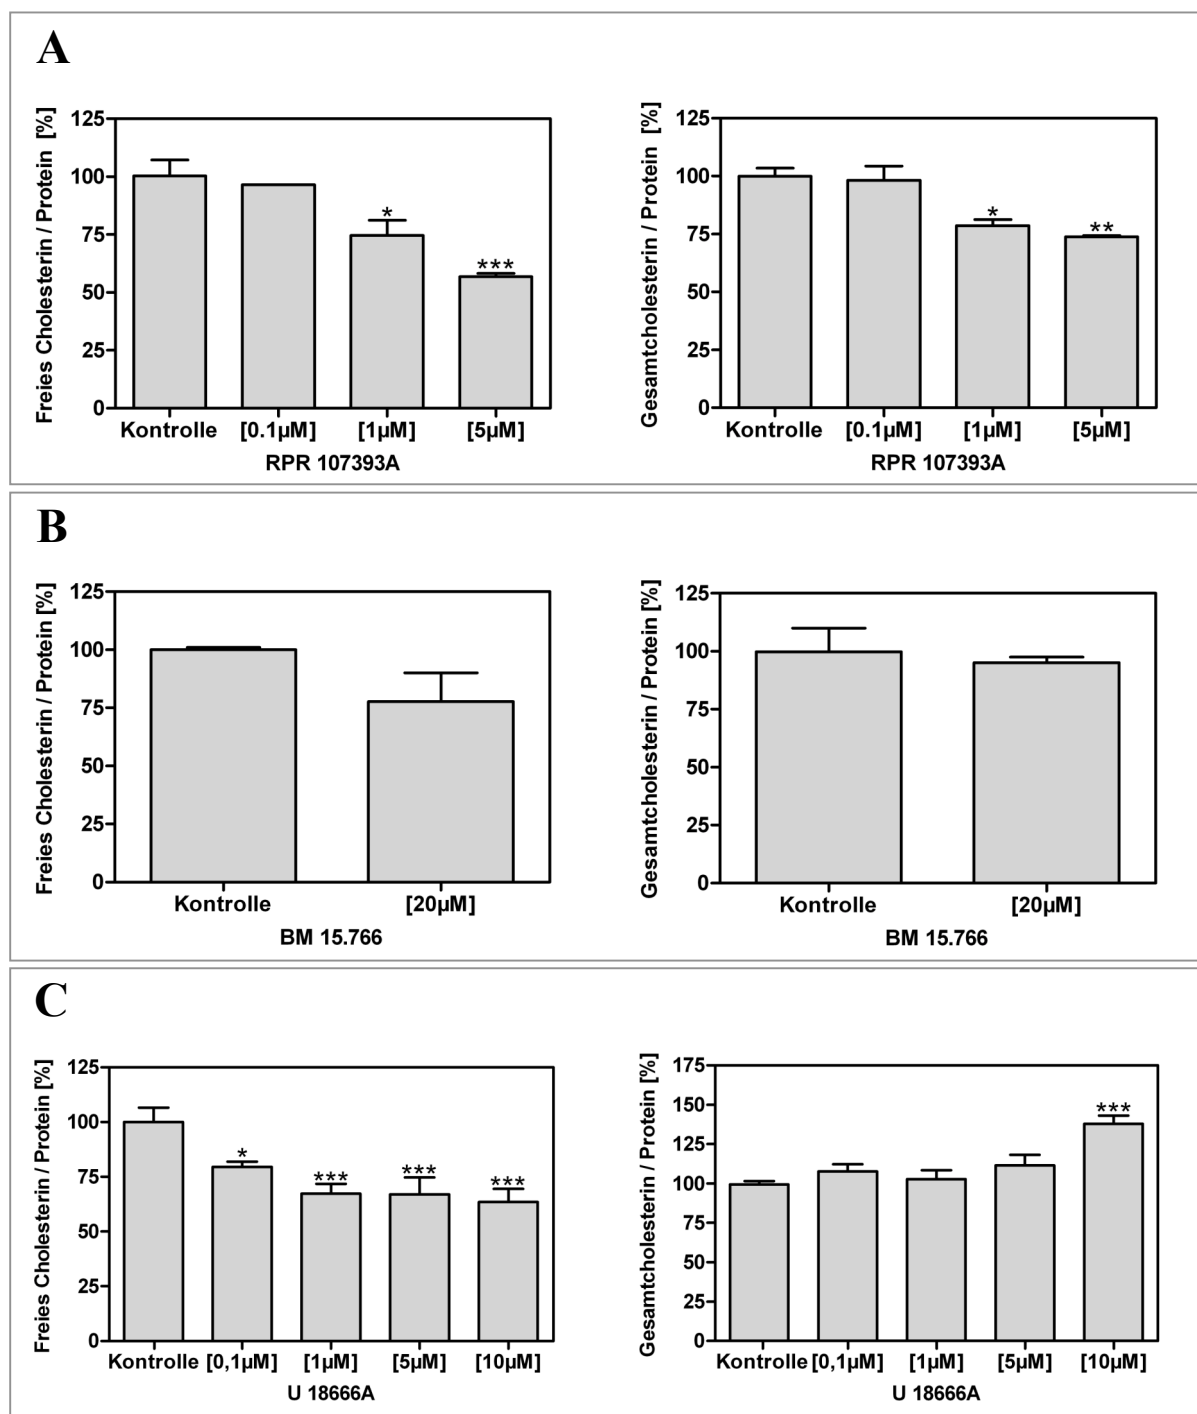 A
Freies Cholesterin / Protein [%]
125
100
75
50
25
0
*
***
Kontrolle [0.1µM] [1µM] [5µM]
RPR 107393A
Gesamtcholesterin / Protein [%]
125
100
75
50
25
0
*
**
Kontrolle [0.1µM] [1µM] [5µM]
RPR 107393A
B
Freies Cholesterin / Protein [%]
125
100
75
50
25
0
Kontrolle [20µM]
BM 15.766
Gesamtcholesterin / Protein [%]
125
100
75
50
25
0
Kontrolle [20µM]
BM 15.766
C
Freies Cholesterin / Protein [%]
125
100
75
50
25
0
*
***
***
***
Kontrolle [0,1µM] [1µM] [5µM] [10µM]
U 18666A
Gesamtcholesterin / Protein [%]
175
150
125
100
75
50
25
0
***
Kontrolle [0,1µM] [1µM] [5µM] [10µM]
U 18666A